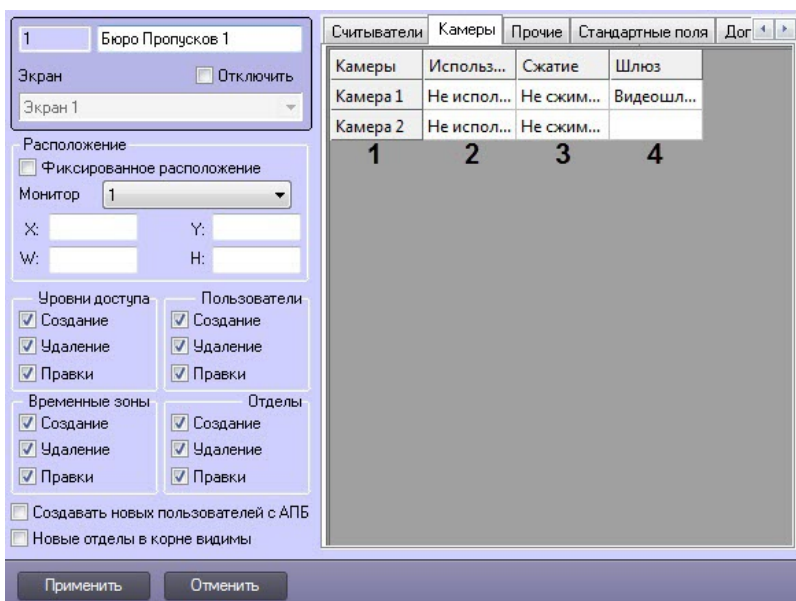 1 Бюро Пропусков 1
Экран Отключить
Экран 1
Расположение
Фиксированное расположение
Монитор 1
X: Y:
W: H:
Уровни доступа Пользователи
Создание Создание
Удаление Удаление
Правки Правки
Временные зоны Отделы
Создание Создание
Удаление Удаление
Правки Правки
Создавать новых пользователей с АПБ
Новые отделы в корне видимы
Считыватели Камеры Прочие Стандартные поля Доп
Камеры Использ... Сжатие Шлюз
Камера 1 Не испол... Не сжим... Видеошл...
Камера 2 Не испол... Не сжим...
1 2 3 4
Применить Отменить